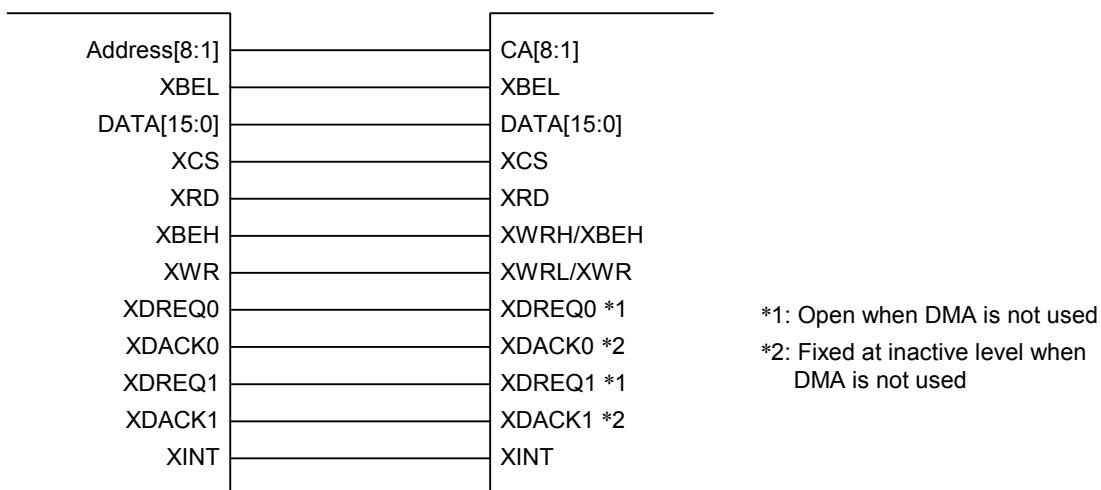 Address[8:1] CA[8:1]
XBEL XBEL
DATA[15:0] DATA[15:0]
XCS XCS
XRD XRD
XBEH XWRH/XBEH
XWR XWRL/XWR
XDREQ0 XDREQ0 *1
XDACK0 XDACK0 *2
XDREQ1 XDREQ1 *1
XDACK1 XDACK1 *2
XINT XINT
*1: Open when DMA is not used
*2: Fixed at inactive level when
DMA is not used